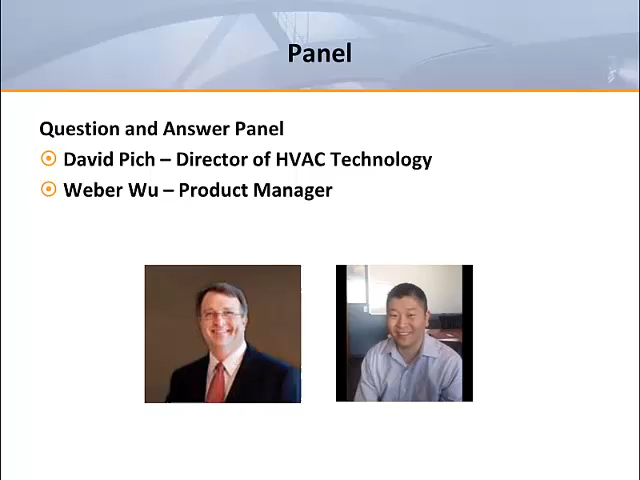 Panel
Question and Answer Panel
David Pich – Director of HVAC Technology
Weber Wu – Product Manager